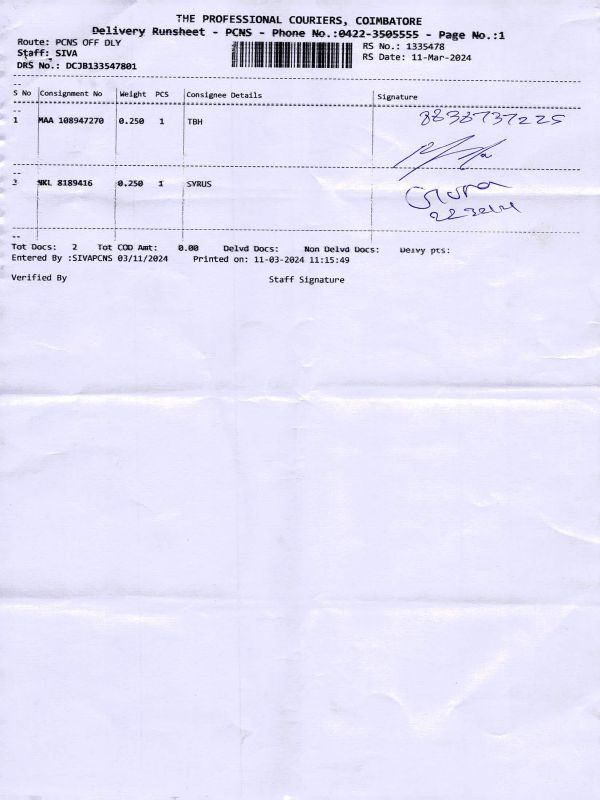 THE PROFESSIONAL COURIERS, COIMBATORE
Delivery Runsheet - PCNS - Phone No.:0422-3505555 - Page No.:1
Route: PCNS OFF DLY
RS No.: 1335478
Staff: SIVA
RS Date: 11-Mar-2024
DRS No.: DCJB133547801
S No Consignment No Weight PCS Consignee Details Signature
1 MAA 108947270 0.250 1 TBH
8838737225
2 NKL 8189416 0.250 1 SYRUS
Tot Docs: 2 Tot COD Amt: 0.00 Delvd Docs: Non Delvd Docs: Delvy pts:
Entered By :SIVAPCNS 03/11/2024 Printed on: 11-03-2024 11:15:49
Verified By Staff Signature